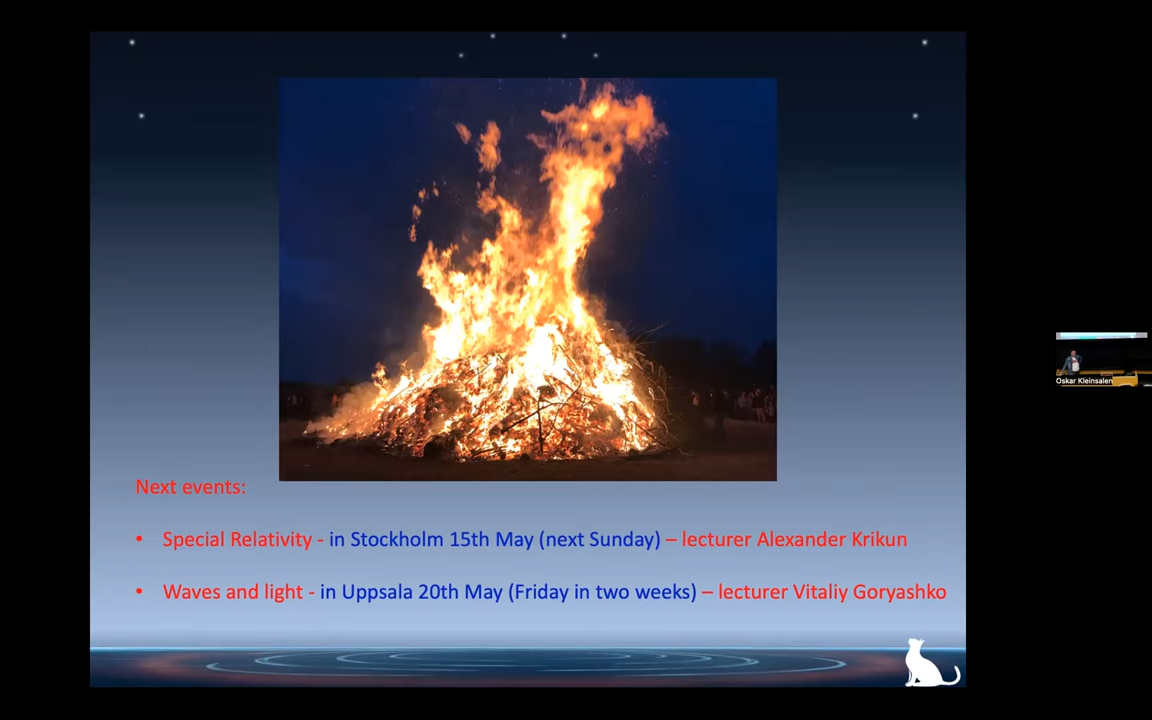 Next events:
• Special Relativity - in Stockholm 15th May (next Sunday) – lecturer Alexander Krikun
• Waves and light - in Uppsala 20th May (Friday in two weeks) – lecturer Vitaliy Goryashko
Oskar Kleinsalen